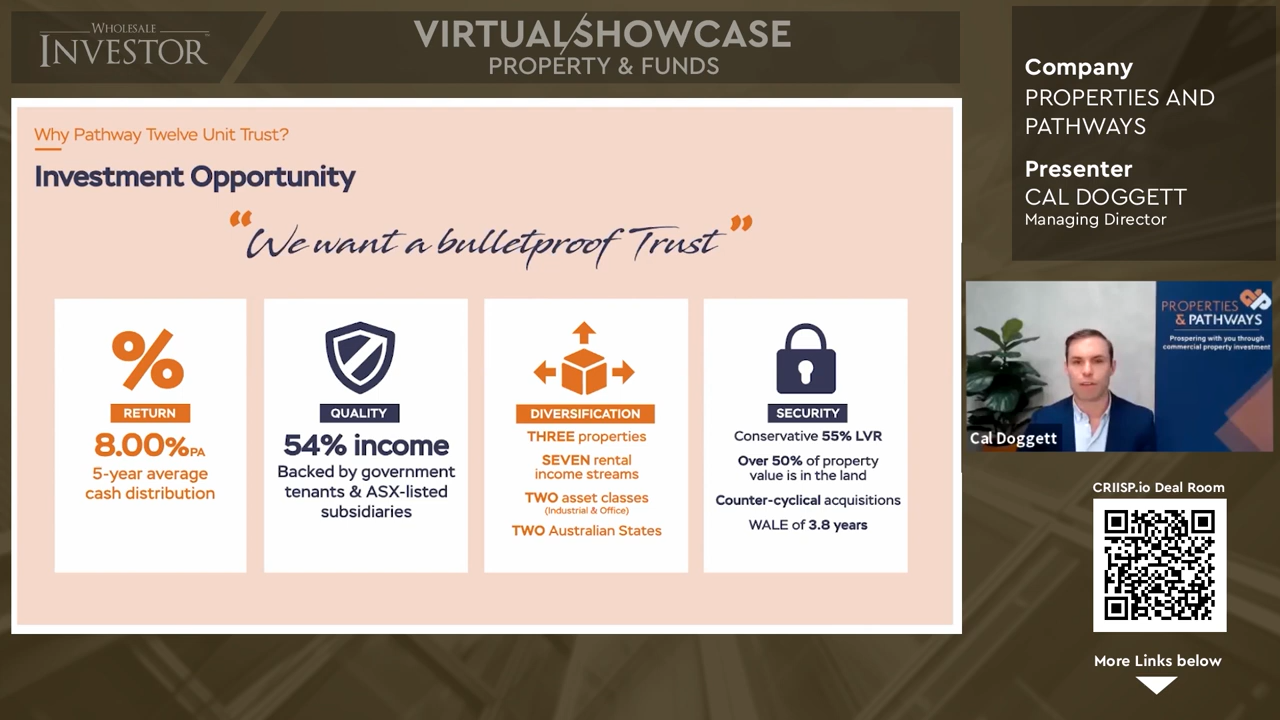 WHOLESALE
INVESTOR
VIRTUAL SHOWCASE
PROPERTY & FUNDS
Company
PROPERTIES AND
PATHWAYS
Presenter
CAL DOGGETT
Managing Director
Why Pathway Twelve Unit Trust?
Investment Opportunity
“We want a bulletproof Trust”
RETURN
8.00%PA
5-year average
cash distribution
QUALITY
54% income
Backed by government
tenants & ASX-listed
subsidiaries
DIVERSIFICATION
THREE properties
SEVEN rental
income streams
TWO asset classes
(Industrial & Office)
TWO Australian States
SECURITY
Conservative 55% LVR
Over 50% of property
value is in the land
Counter-cyclical acquisitions
WALE of 3.8 years
PROPERTIES
& PATHWAYS
Prospering with you through
commercial property investment
Cal Doggett
CRIISP.io Deal Room
More Links below